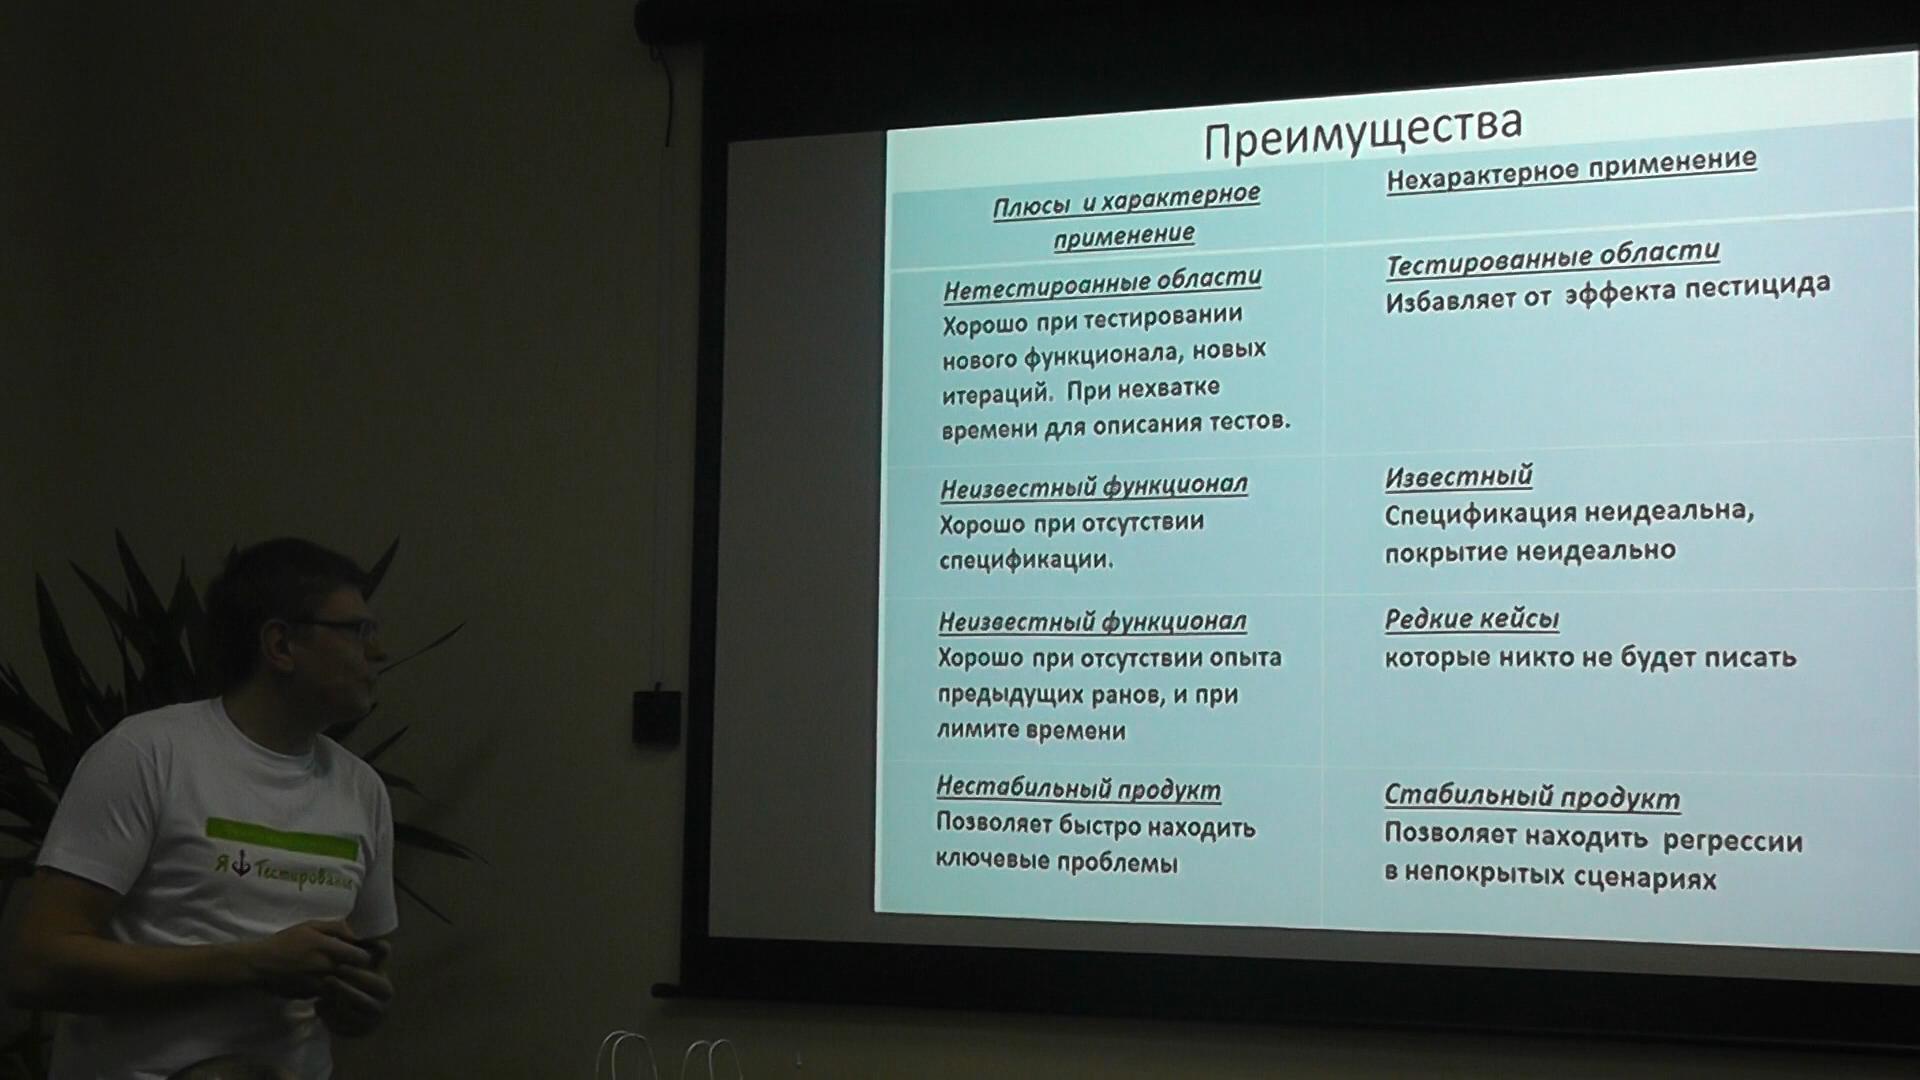 Преимущества
Плюсы и характерное
применение
Нехарактерное применение
Нетестироанные области
Хорошо при тестировании
нового функционала, новых
итераций. При нехватке
времени для описания тестов.
Тестированные области
Избавляет от эффекта пестицида
Неизвестный функционал
Хорошо при отсутствии
спецификации.
Известный
Спецификация неидеальна,
покрытие неидеально
Неизвестный функционал
Хорошо при отсутствии опыта
предыдущих ранов, и при
лимите времени
Редкие кейсы
которые никто не будет писать
Нестабильный продукт
Позволяет быстро находить
ключевые проблемы
Стабильный продукт
Позволяет находить регрессии
в непокрытых сценариях
Я Тестирование